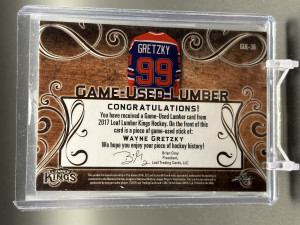 GUL-38
GRETZKY
99
GAME-USED-LUMBER
CONGRATULATIONS!
You have received a Game-Used Lumber card from
2017 Leaf Lumber Kings Hockey. On the front of this
card is a piece of game-used stick of:
WAYNE GRETZKY
We hope you enjoy your piece of hockey history!
Brian Gray
President,
Leaf Trading Cards, LLC
KINGS